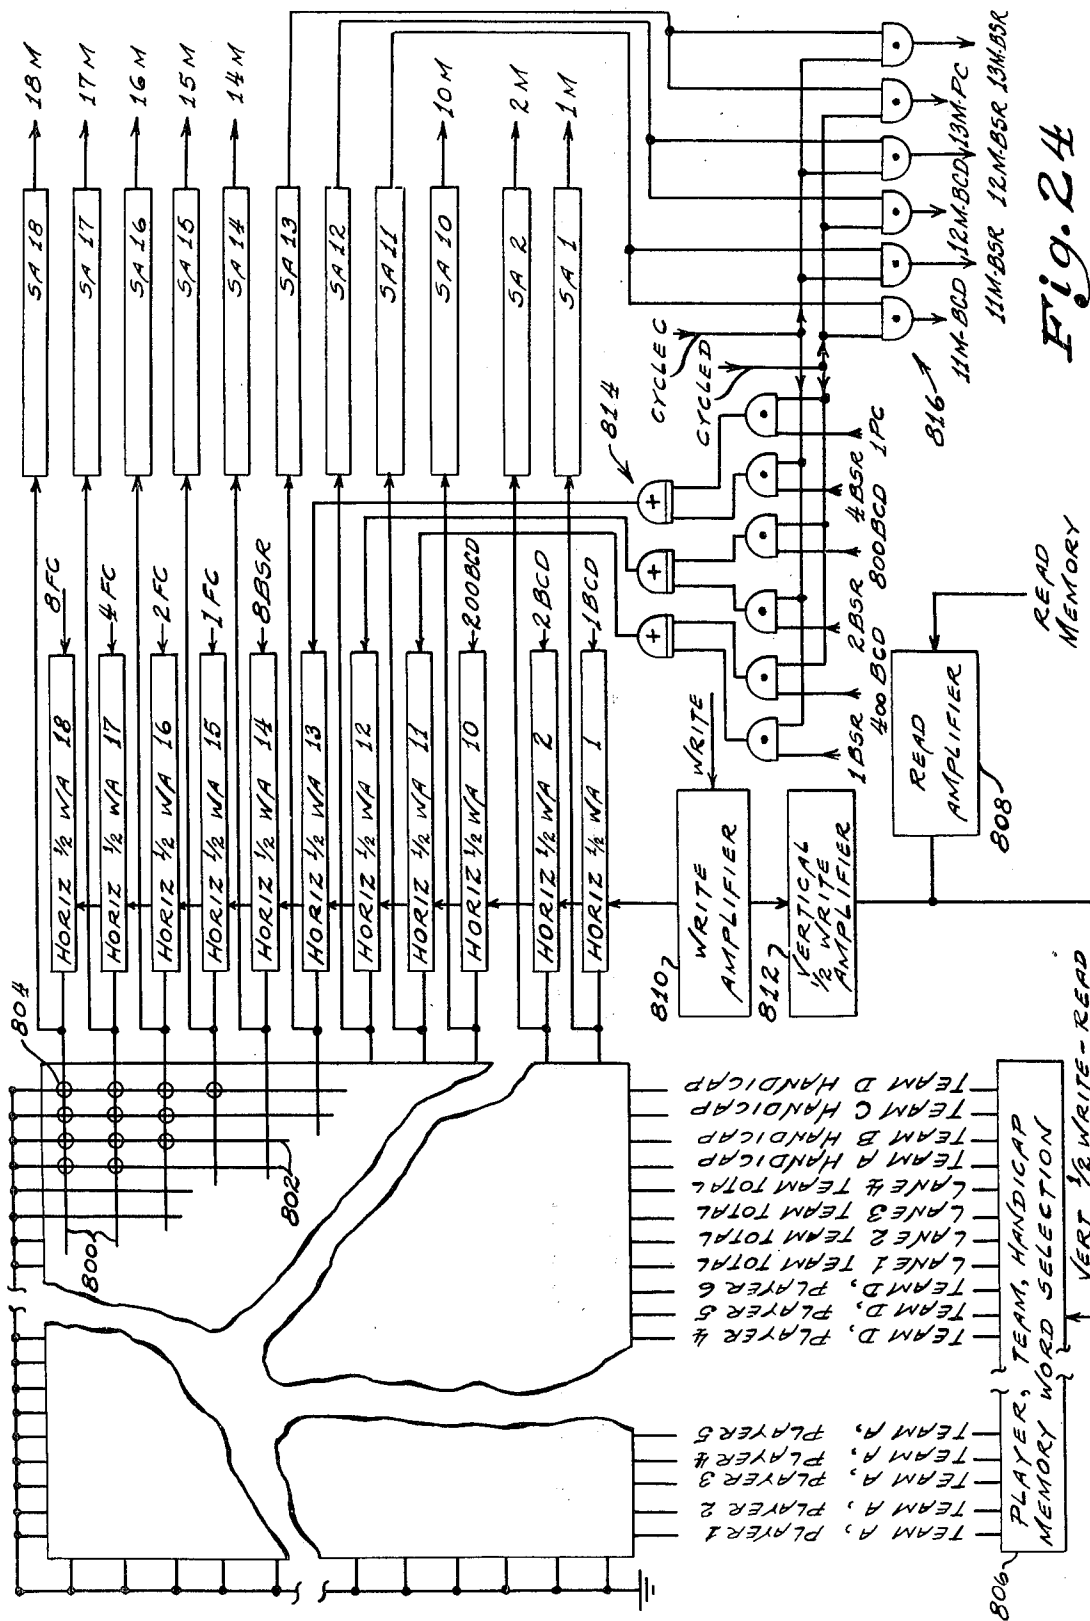 804
800
802
HORIZ ½ WA 18
HORIZ ½ WA 17
HORIZ ½ WA 16
HORIZ ½ WA 15
HORIZ ½ WA 14
HORIZ ½ WA 13
HORIZ ½ WA 12
HORIZ ½ WA 11
HORIZ ½ WA 10
HORIZ ½ WA 2
HORIZ ½ WA 1
8FC
4FC
2FC
1FC
8BSR
200BCD
2BCD
1BCD
SA 18
SA 17
SA 16
SA 15
SA 14
SA 13
SA 12
SA 11
SA 10
SA 2
SA 1
18M
17M
16M
15M
14M
10M
2M
1M
814
+
+
+
CYCLE C
CYCLE D
1BSR
400BCD
2BSR
800BCD
4BSR
1PC
816
11M-BCD
11M-BSR
12M-BCD
12M-BSR
13M-PC
13M-BSR
WRITE
810
WRITE
AMPLIFIER
812
VERTICAL
½ WRITE
AMPLIFIER
READ
AMPLIFIER
808
READ
MEMORY
VERT ½ WRITE-READ
TEAM A, PLAYER 1
TEAM A, PLAYER 2
TEAM A, PLAYER 3
TEAM A, PLAYER 4
TEAM A, PLAYER 5
TEAM D, PLAYER 4
TEAM D, PLAYER 5
TEAM D, PLAYER 6
LANE 1 TEAM TOTAL
LANE 2 TEAM TOTAL
LANE 3 TEAM TOTAL
LANE 4 TEAM TOTAL
TEAM A HANDICAP
TEAM B HANDICAP
TEAM C HANDICAP
TEAM D HANDICAP
806
PLAYER, TEAM, HANDICAP
MEMORY WORD SELECTION
Fig. 24